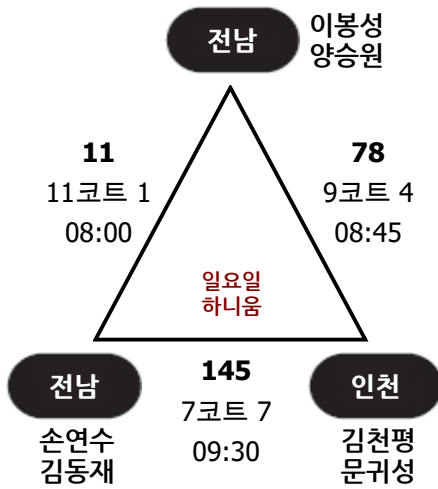 전남
이봉성
양승원
11
11코트 1
08:00
78
9코트 4
08:45
일요일
하니움
전남
손연수
김동재
145
7코트 7
09:30
인천
김천평
문귀성